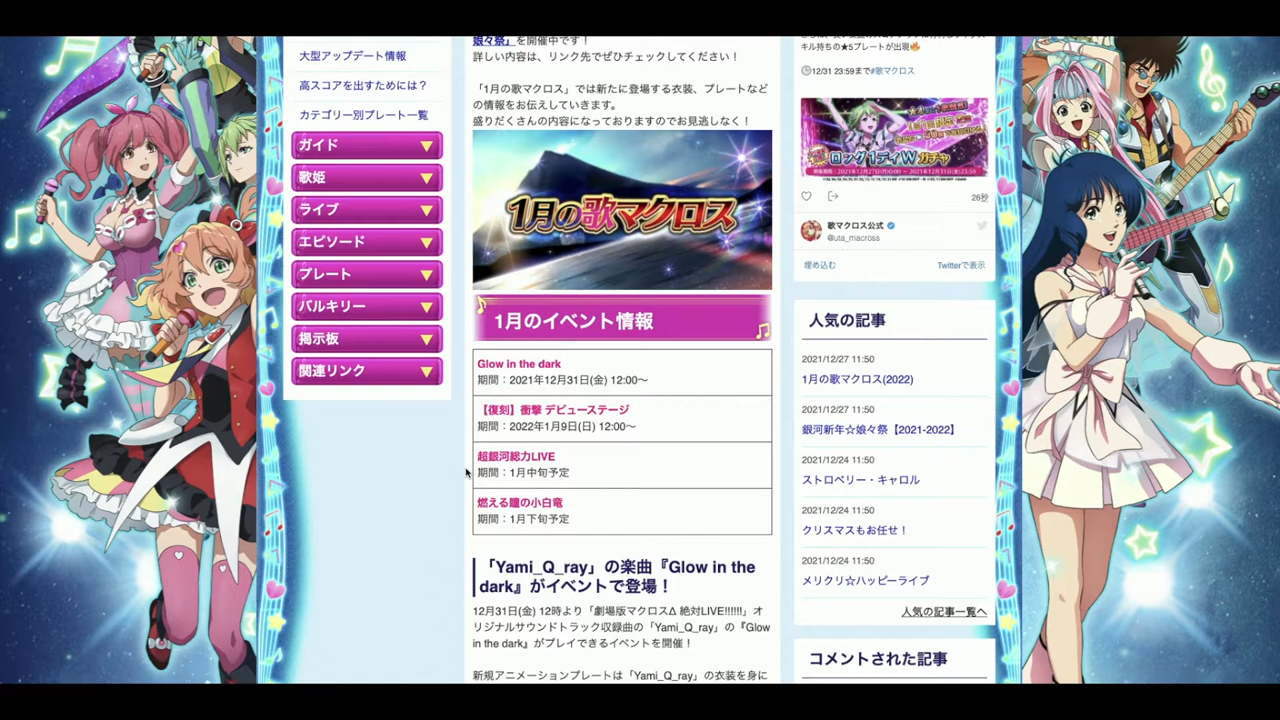 大型アップデート情報
高スコアを出すためには？
カテゴリー別プレート一覧
ガイド
歌姫
ライブ
エピソード
プレート
バルキリー
掲示板
関連リンク
娘々祭」を開催中です！
詳しい内容は、リンク先でぜひチェックしてください！
「1月の歌マクロス」では新たに登場する衣装、プレートなど
の情報をお伝えしていきます。
盛りだくさんの内容になっておりますのでお見逃しなく！
1月の歌マクロス
1月のイベント情報
Glow in the dark
期間：2021年12月31日(金) 12:00～
【復刻】衝撃 デビューステージ
期間：2022年1月9日(日) 12:00～
超銀河総力LIVE
期間：1月中旬予定
燃える瞳の小白竜
期間：1月下旬予定
「Yami_Q_ray」の楽曲『Glow in the
dark』がイベントで登場！
12月31日(金) 12時より「劇場版マクロスΔ 絶対LIVE!!!!!!」オ
リジナルサウンドトラック収録曲の「Yami_Q_ray」の『Glow
in the dark』がプレイできるイベントを開催！
新規アニメーションプレートは「Yami_Q_ray」の衣装を身に
キル持ちの★5プレートが出現🔥
🕒12/31 23:59まで#歌マクロス
ロング1デイWガチャ
26秒
歌マクロス公式
@uta_macross
埋め込む
Twitterで表示
人気の記事
2021/12/27 11:50
1月の歌マクロス(2022)
2021/12/27 11:50
銀河新年☆娘々祭【2021-2022】
2021/12/24 11:50
ストロベリー・キャロル
2021/12/24 11:50
クリスマスもお任せ！
2021/12/24 11:50
メリクリ☆ハッピーライブ
人気の記事一覧へ
コメントされた記事